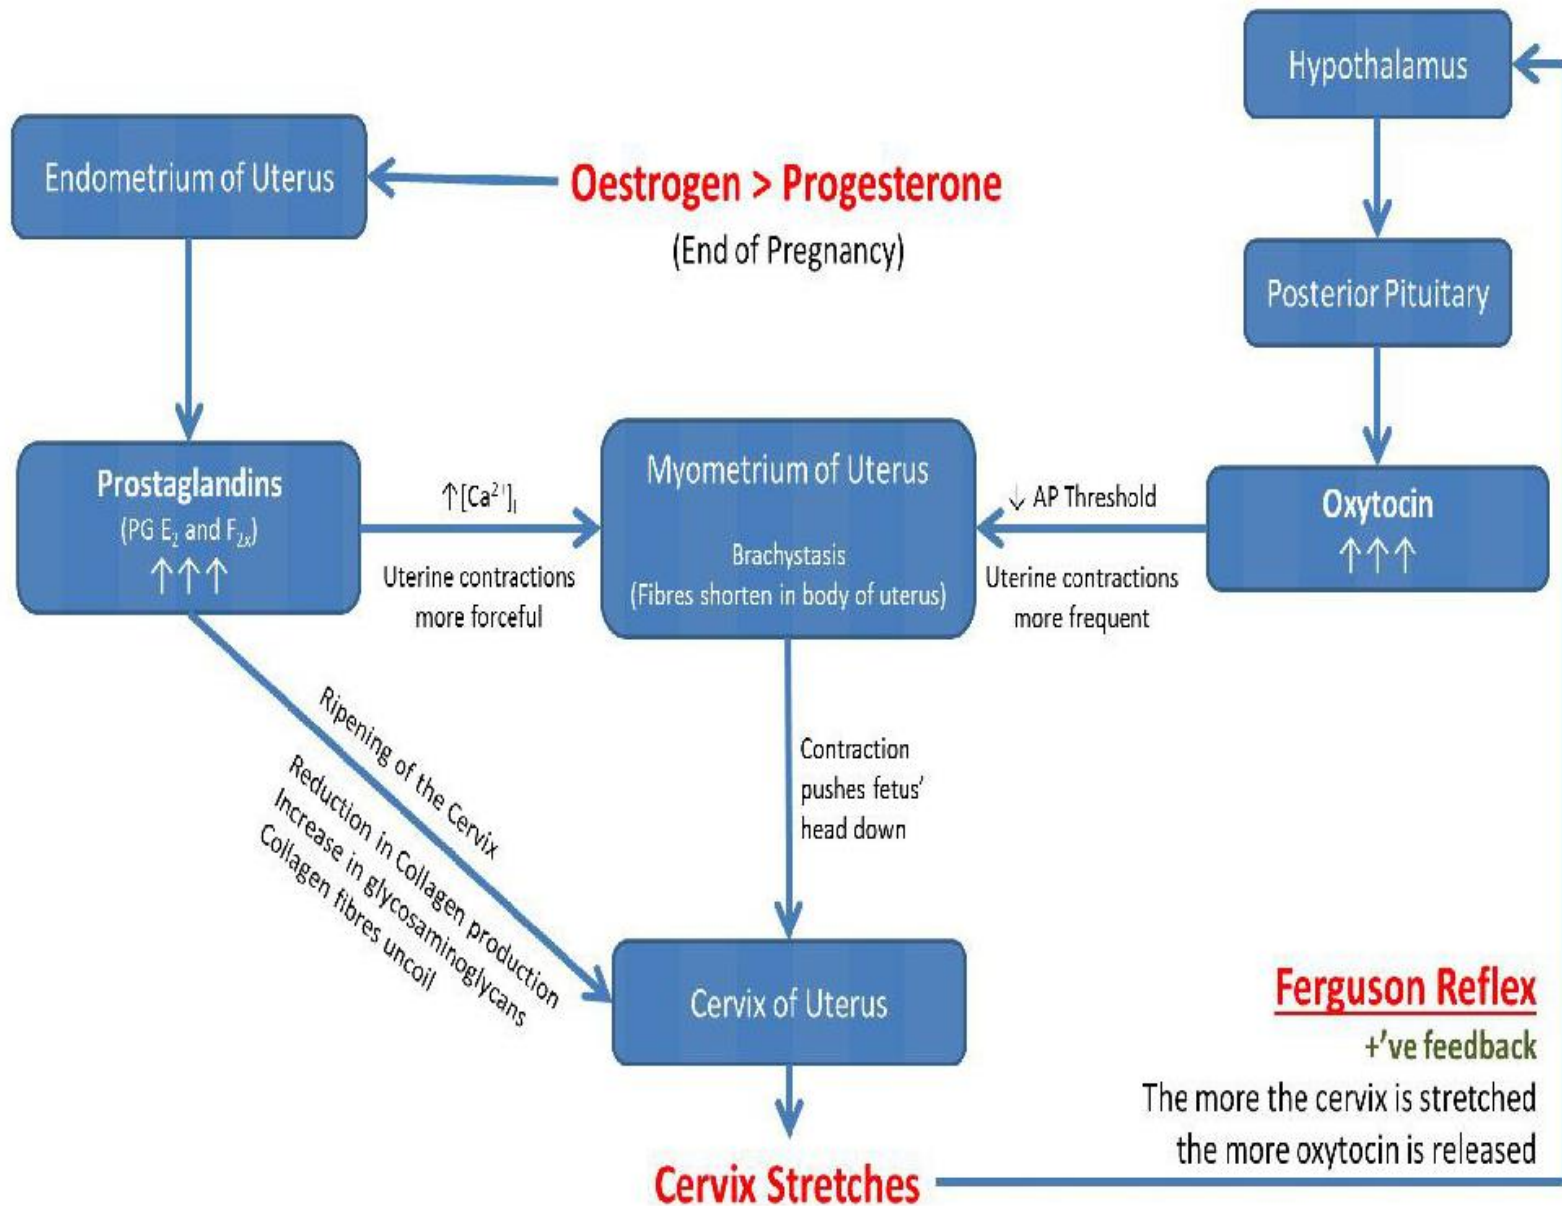 Hypothalamus
Endometrium of Uterus
Oestrogen > Progesterone
(End of Pregnancy)
Posterior Pituitary
Prostaglandins
(PG E₂ and F₂ₓ)
↑↑↑
↑[Ca²⁺]ᵢ
Uterine contractions
more forceful
Myometrium of Uterus
Brachystasis
(Fibres shorten in body of uterus)
↓ AP Threshold
Uterine contractions
more frequent
Oxytocin
↑↑↑
Ripening of the Cervix
Reduction in Collagen production
Increase in glycosaminoglycans
Collagen fibres uncoil
Contraction
pushes fetus'
head down
Cervix of Uterus
Ferguson Reflex
+'ve feedback
The more the cervix is stretched
the more oxytocin is released
Cervix Stretches